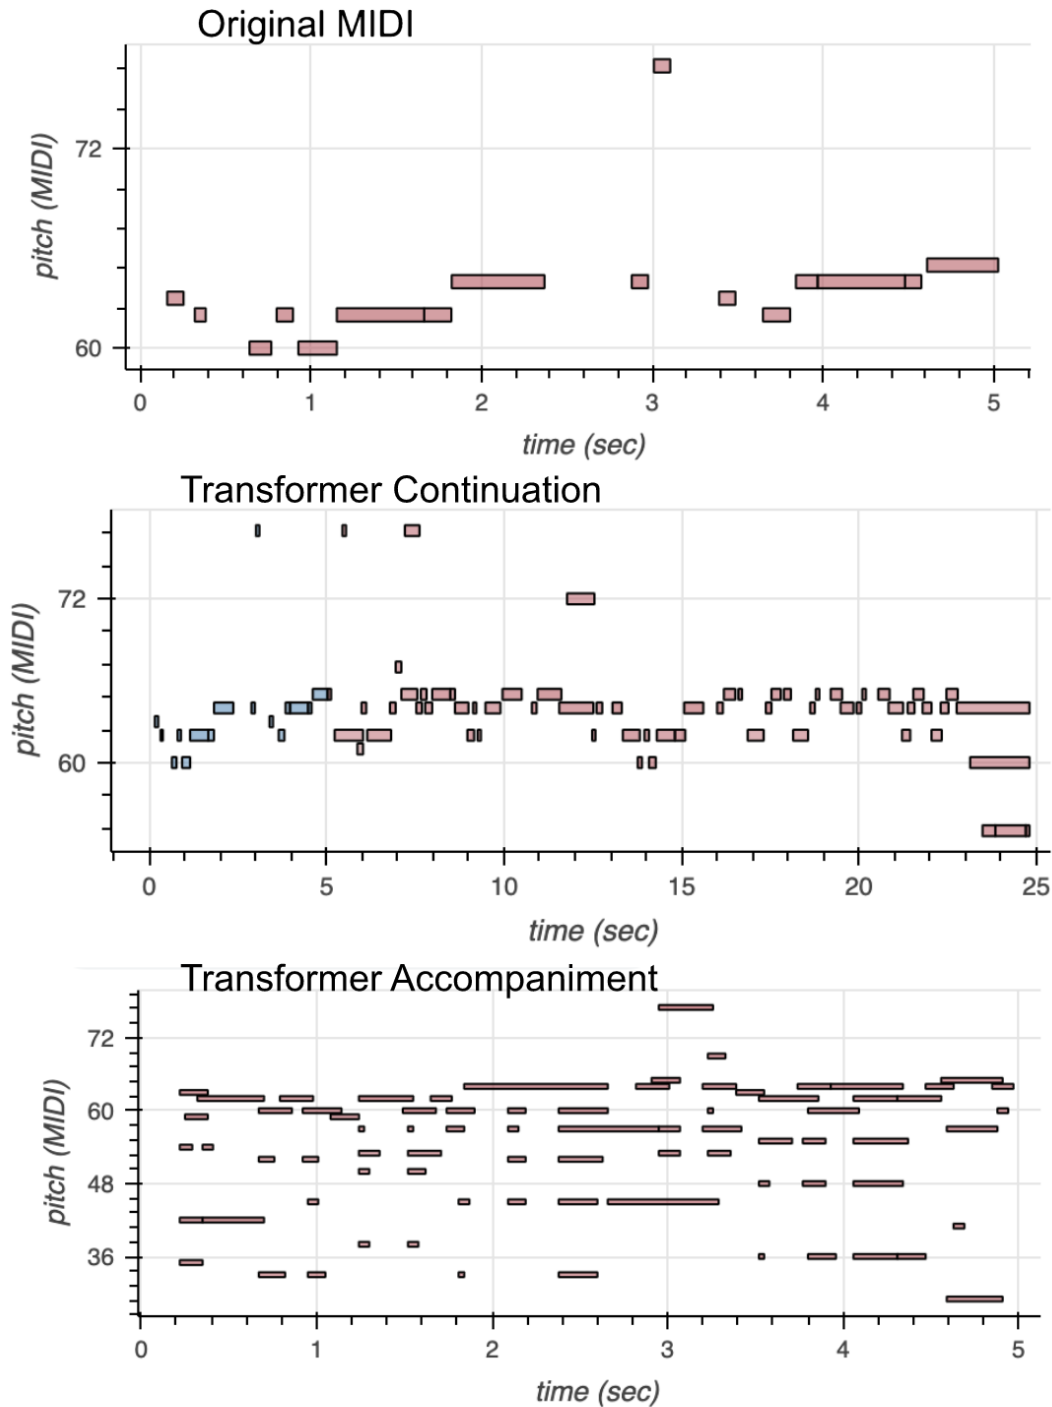 Original MIDI
72
60
pitch (MIDI)
0 1 2 3 4 5
time (sec)
Transformer Continuation
72
60
pitch (MIDI)
0 5 10 15 20 25
time (sec)
Transformer Accompaniment
72
60
48
36
pitch (MIDI)
0 1 2 3 4 5
time (sec)